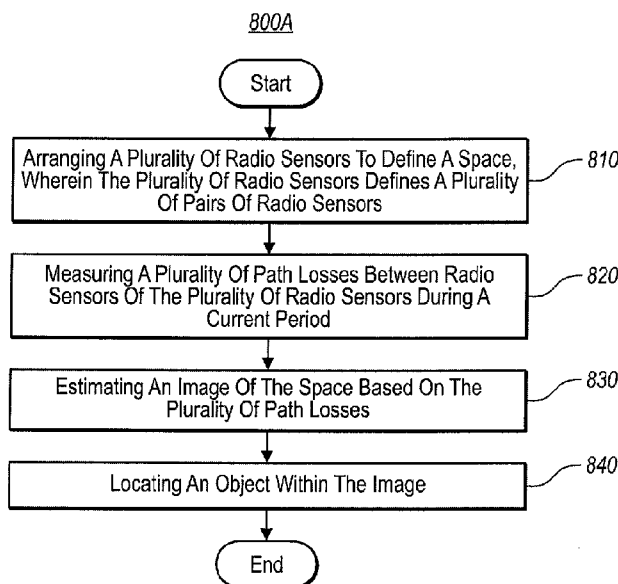 800A
Start
Arranging A Plurality Of Radio Sensors To Define A Space,
Wherein The Plurality Of Radio Sensors Defines A Plurality
Of Pairs Of Radio Sensors
810
Measuring A Plurality Of Path Losses Between Radio
Sensors Of The Plurality Of Radio Sensors During A
Current Period
820
Estimating An Image Of The Space Based On The
Plurality Of Path Losses
830
Locating An Object Within The Image
840
End